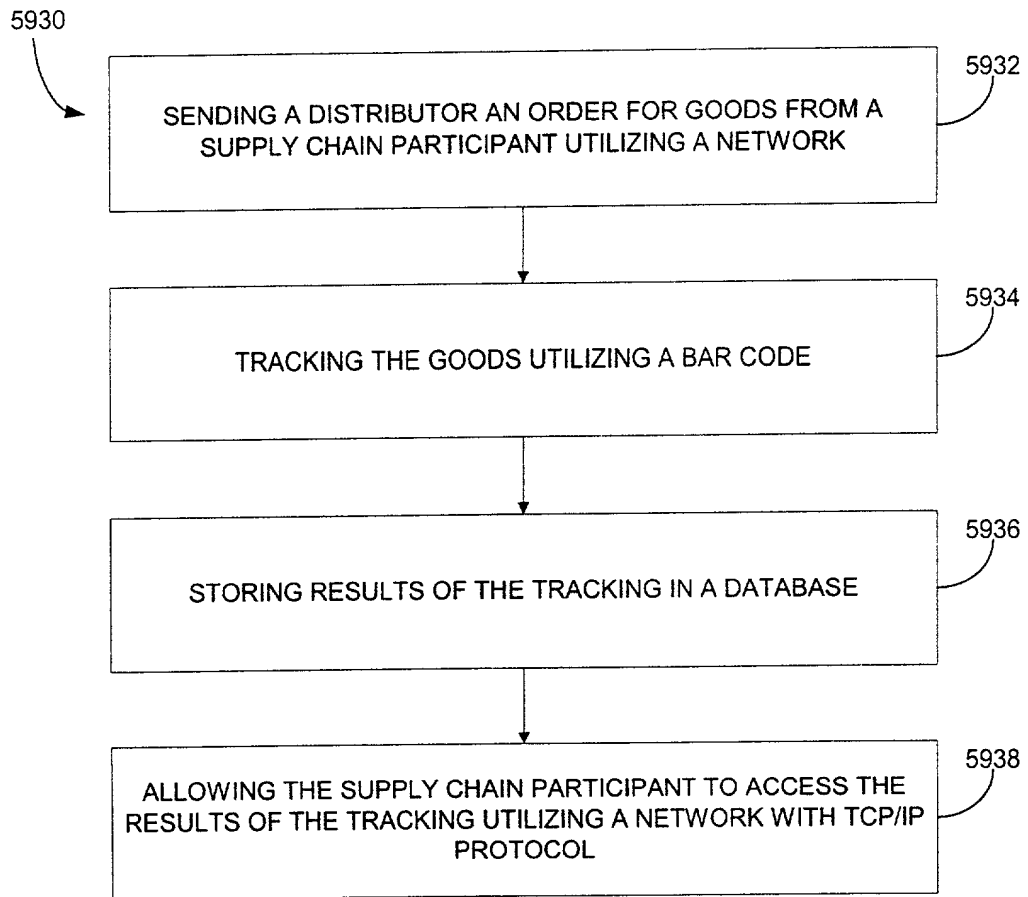 5930
5932
SENDING A DISTRIBUTOR AN ORDER FOR GOODS FROM A
SUPPLY CHAIN PARTICIPANT UTILIZING A NETWORK
5934
TRACKING THE GOODS UTILIZING A BAR CODE
5936
STORING RESULTS OF THE TRACKING IN A DATABASE
5938
ALLOWING THE SUPPLY CHAIN PARTICIPANT TO ACCESS THE
RESULTS OF THE TRACKING UTILIZING A NETWORK WITH TCP/IP
PROTOCOL